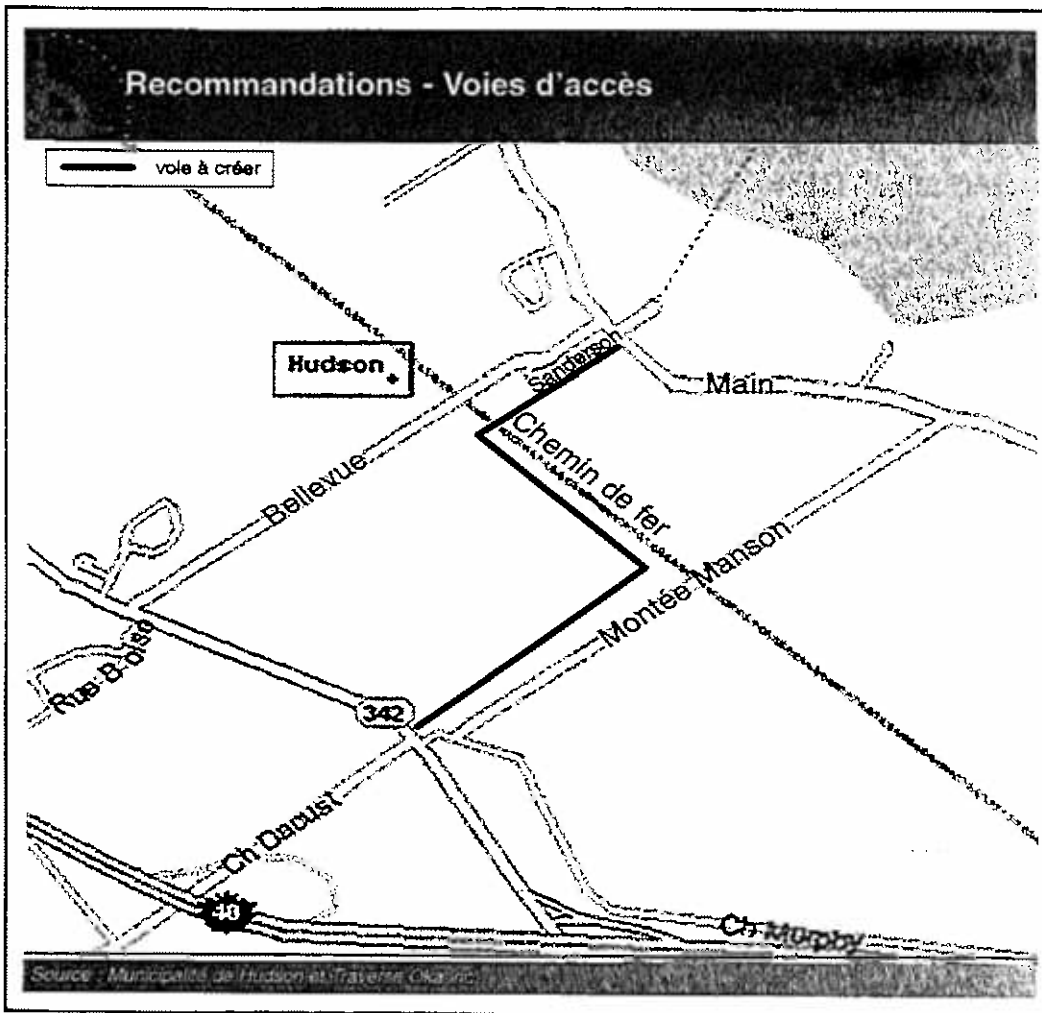 Recommandations - Voies d'accès
voie à créer
Hudson
Sanderson
Main
Bellevue
Chemin de fer
Montée Manson
Rue B-oise
342
Ch Daoust
40
Ch Murphy
Source : Municipalité de Hudson et Traverse Oka inc.